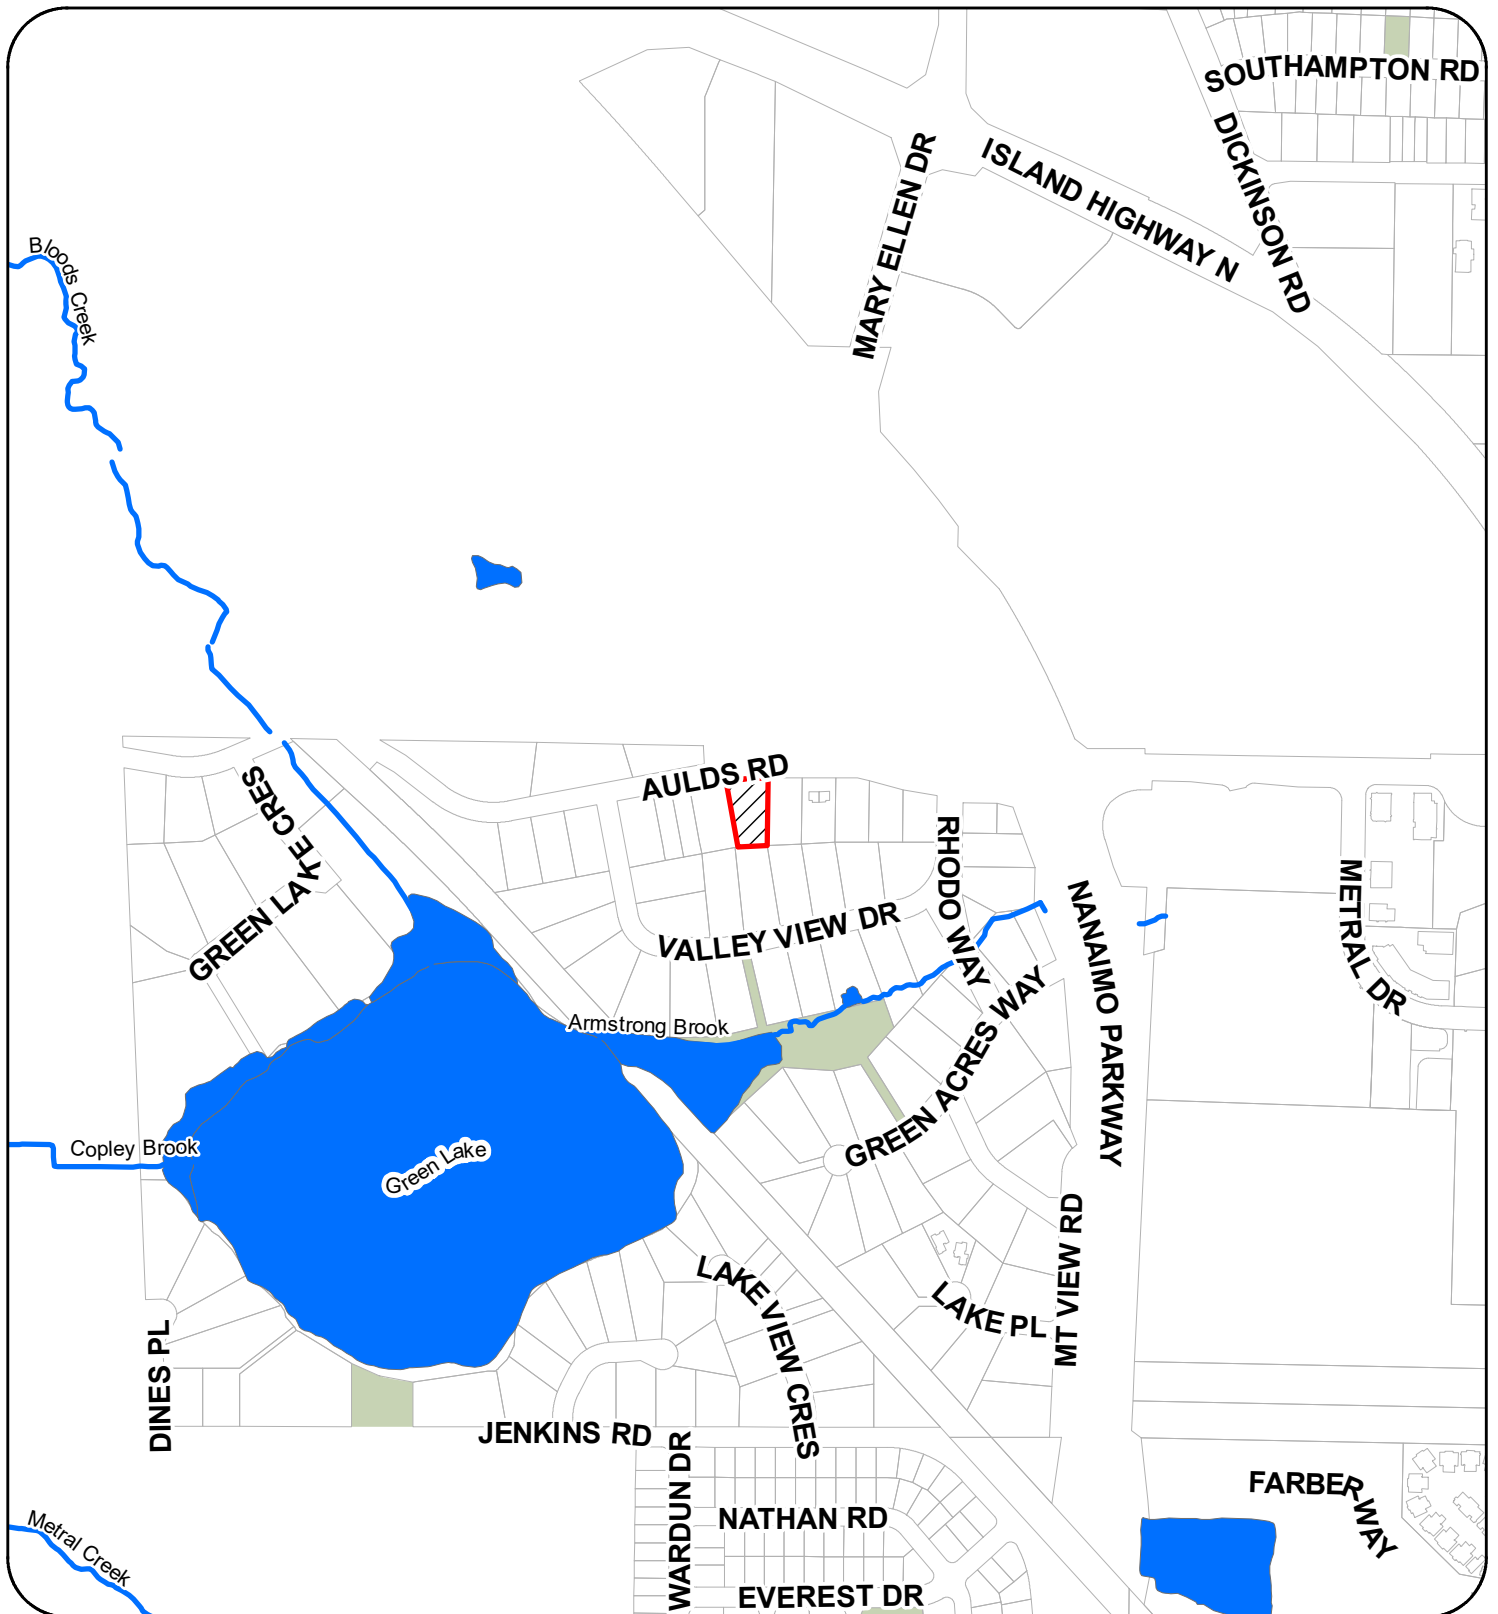 SOUTHAMPTON RD
DICKINSON RD
ISLAND HIGHWAY N
MARY ELLEN DR
Bloods Creek
AULDS RD
GREEN LAKE CRES
RHODO WAY
VALLEY VIEW DR
METRAL DR
NANAIMO PARKWAY
Armstrong Brook
GREEN ACRES WAY
Copley Brook
Green Lake
MT VIEW RD
LAKE VIEW CRES
LAKE PL
DINES PL
JENKINS RD
WARDUN DR
NATHAN RD
FARBER WAY
Metral Creek
EVEREST DR